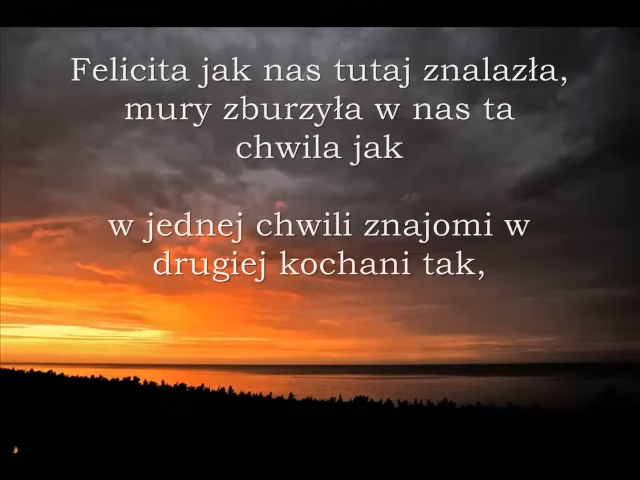 Felicita jak nas tutaj znalazła,
mury zburzyła w nas ta
chwila jak
w jednej chwili znajomi w
drugiej kochani tak,